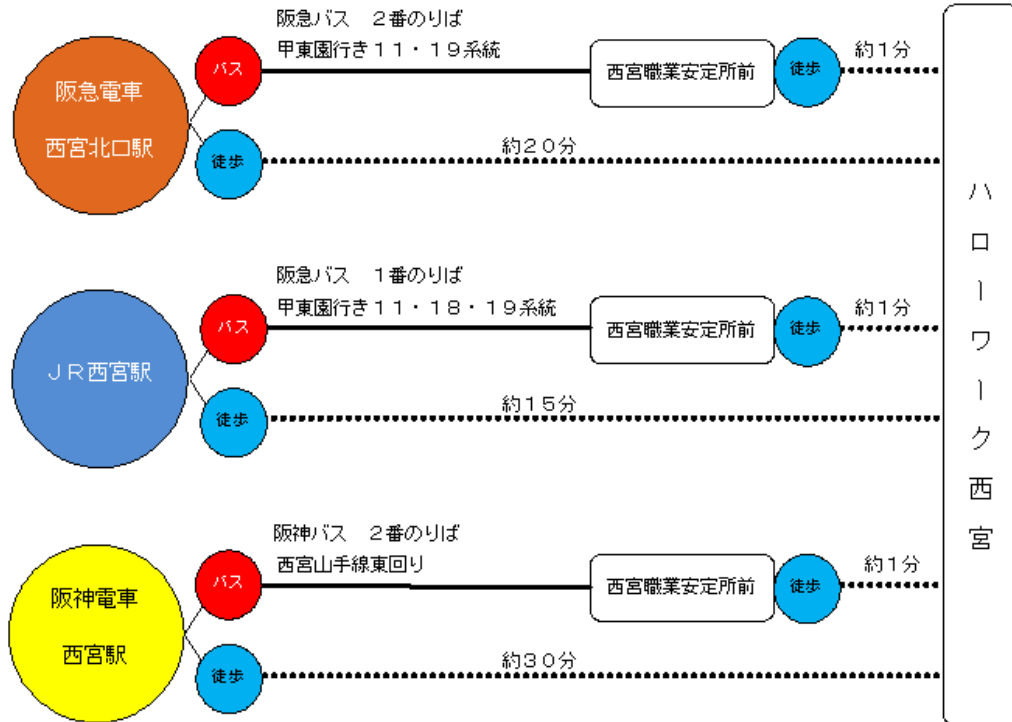 阪急バス　２番のりば
甲東園行き１１・１９系統
阪急電車
西宮北口駅
バス
西宮職業安定所前
徒歩
約１分
徒歩
約２０分
阪急バス　１番のりば
甲東園行き１１・１８・１９系統
ＪＲ西宮駅
バス
西宮職業安定所前
徒歩
約１分
徒歩
約１５分
阪神バス　２番のりば
西宮山手線東回り
阪神電車
西宮駅
バス
西宮職業安定所前
徒歩
約１分
徒歩
約３０分
ハローワーク西宮